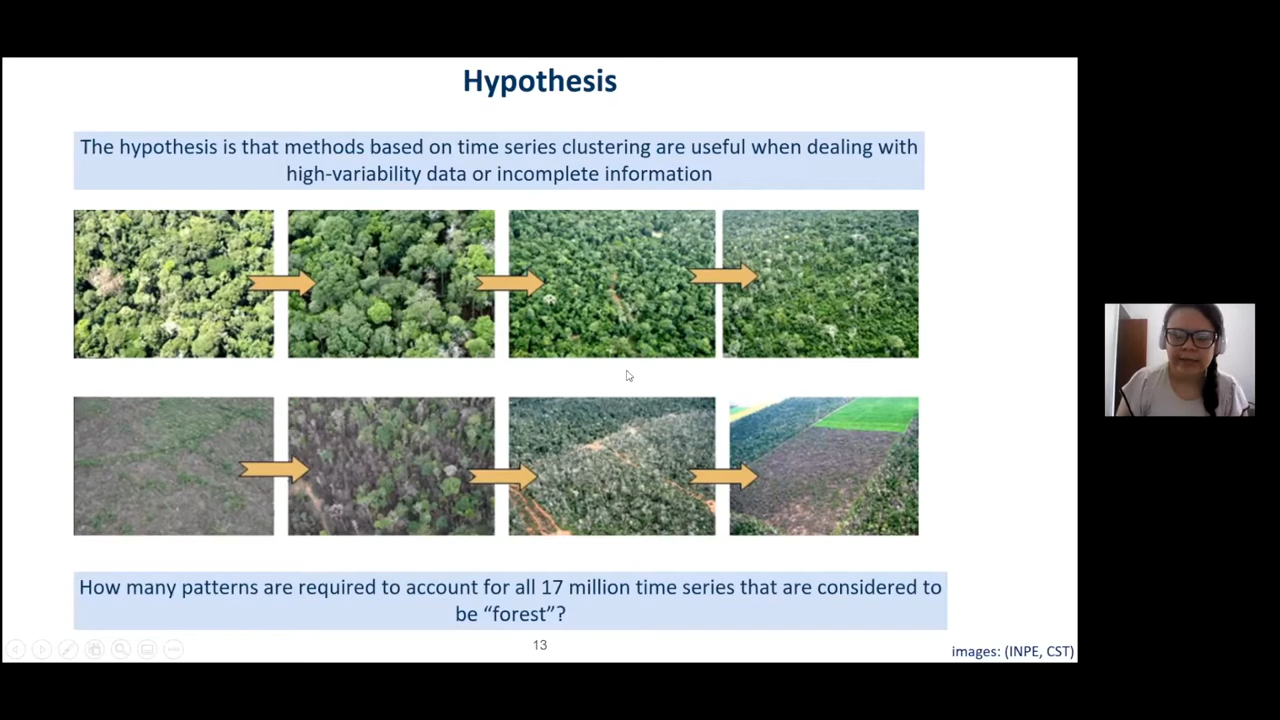 Hypothesis
The hypothesis is that methods based on time series clustering are useful when dealing with
high-variability data or incomplete information
How many patterns are required to account for all 17 million time series that are considered to
be “forest”?
13
images: (INPE, CST)